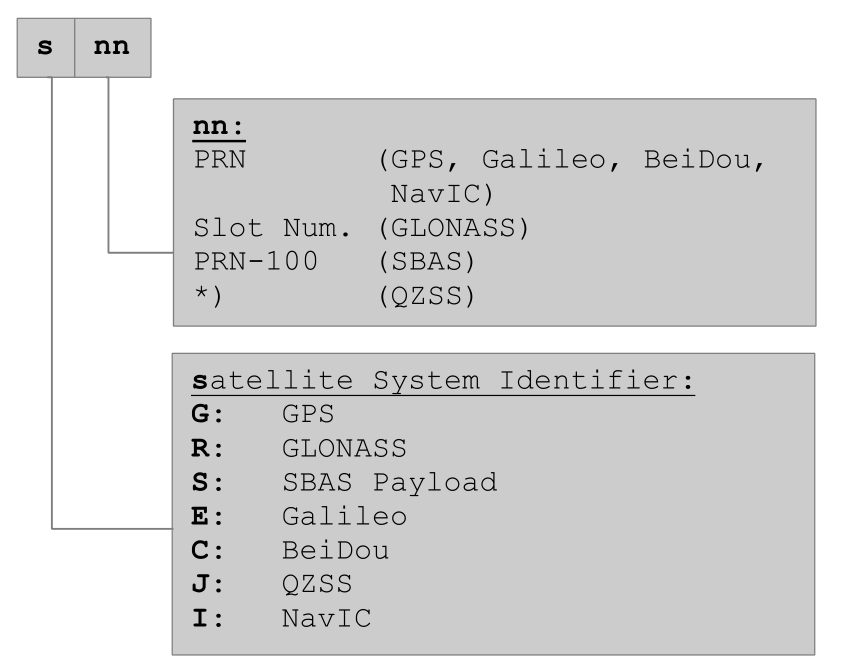 s nn
nn:
PRN (GPS, Galileo, BeiDou,
NavIC)
Slot Num. (GLONASS)
PRN-100 (SBAS)
*) (QZSS)
satellite System Identifier:
G: GPS
R: GLONASS
S: SBAS Payload
E: Galileo
C: BeiDou
J: QZSS
I: NavIC